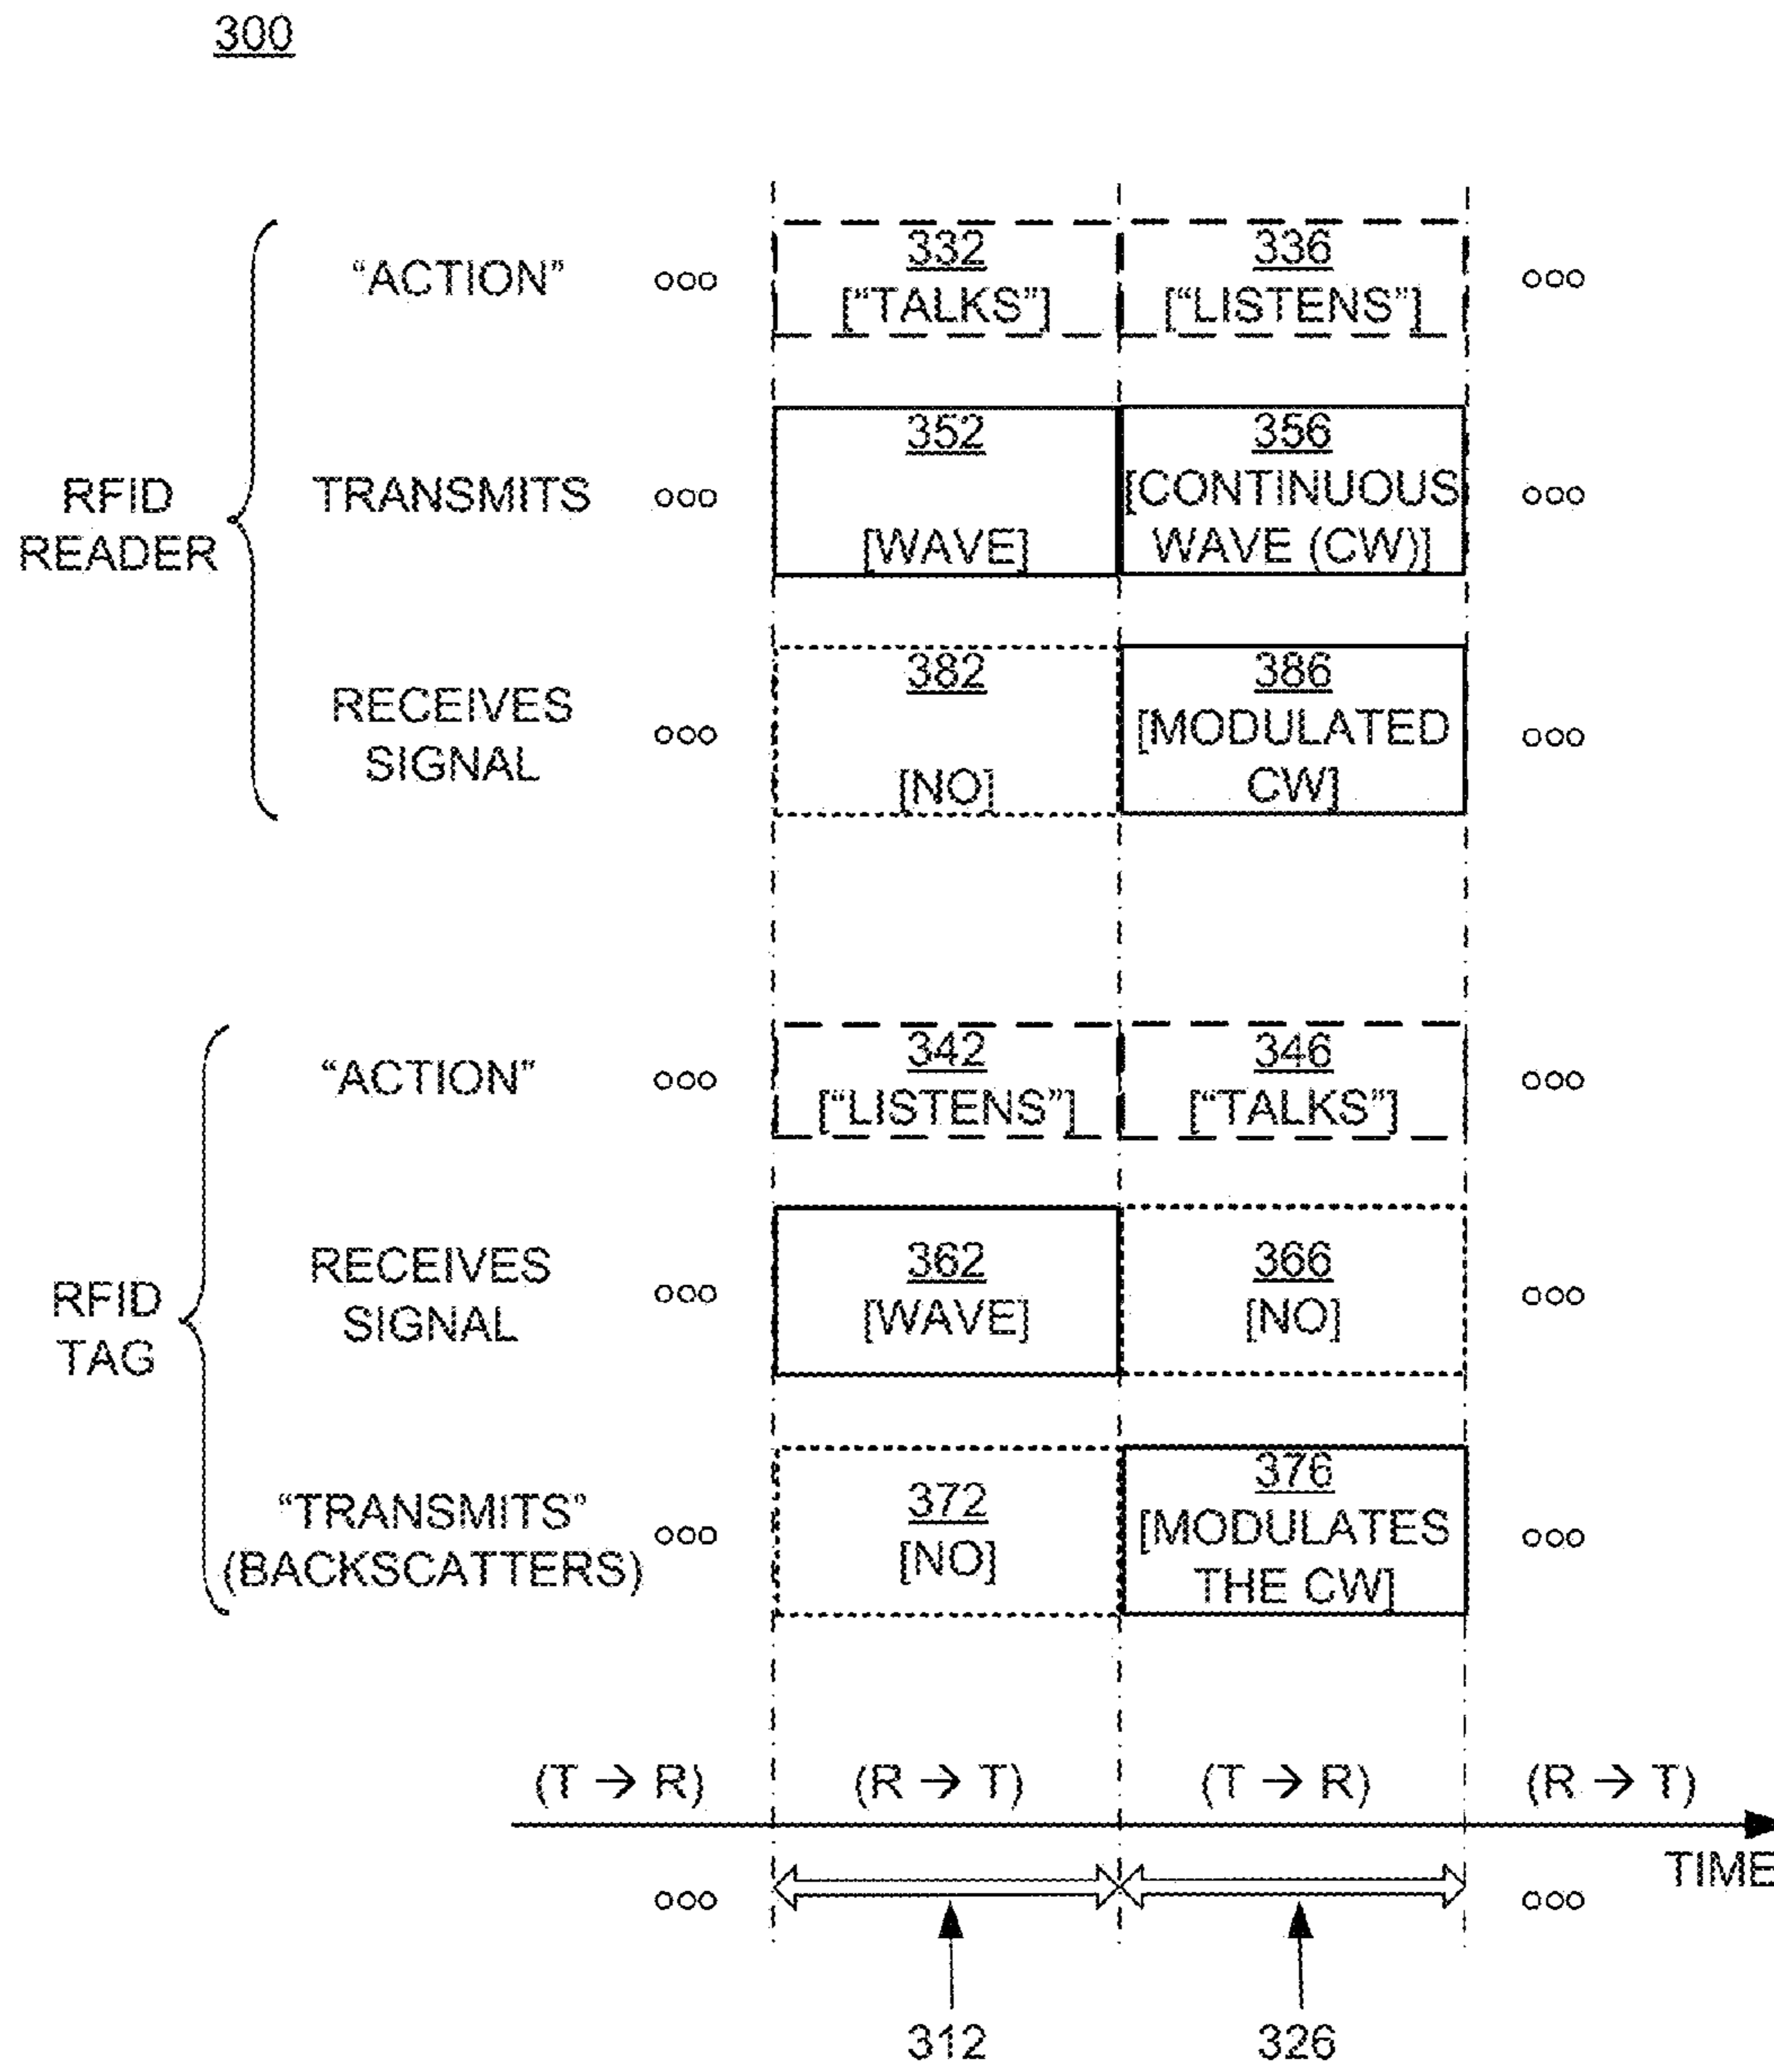 300
"ACTION" ooo 332 336 ooo
["TALKS"] ["LISTENS"]
RFID
READER
TRANSMITS ooo 352 356 ooo
[WAVE] [CONTINUOUS
WAVE (CW)]
RECEIVES
SIGNAL ooo 382 386 ooo
[NO] [MODULATED
CW]
"ACTION" ooo 342 346 ooo
["LISTENS"] ["TALKS"]
RFID
TAG
RECEIVES
SIGNAL ooo 362 366 ooo
[WAVE] [NO]
"TRANSMITS"
(BACKSCATTERS) ooo 372 376 ooo
[NO] [MODULATES
THE CW]
(T → R) (R → T) (T → R) (R → T)
TIME
ooo ooo
312 326